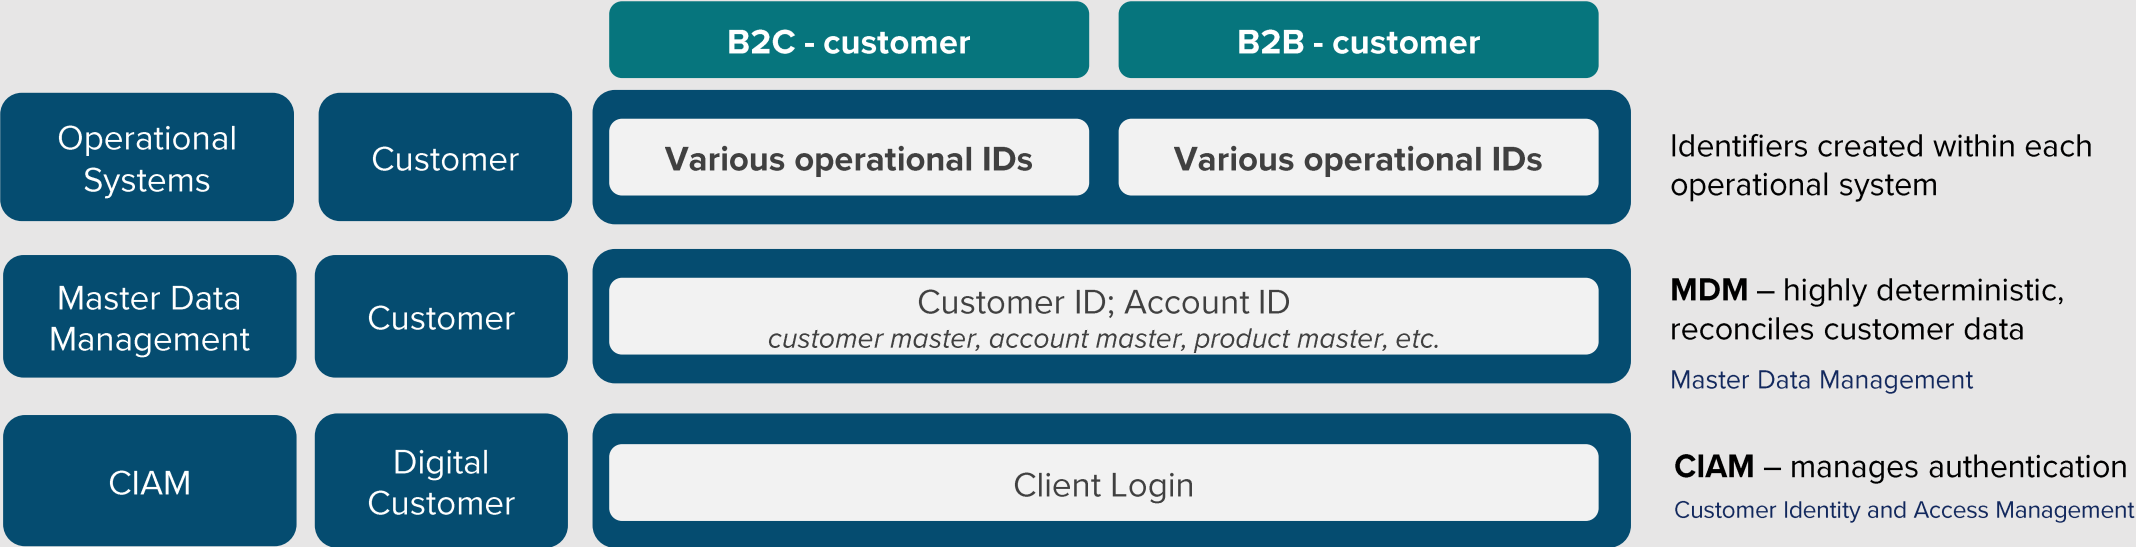 B2C - customer
B2B - customer
Operational
Systems
Customer
Various operational IDs
Various operational IDs
Identifiers created within each
operational system
Master Data
Management
Customer
Customer ID; Account ID
customer master, account master, product master, etc.
MDM – highly deterministic,
reconciles customer data
Master Data Management
CIAM
Digital
Customer
Client Login
CIAM – manages authentication
Customer Identity and Access Management